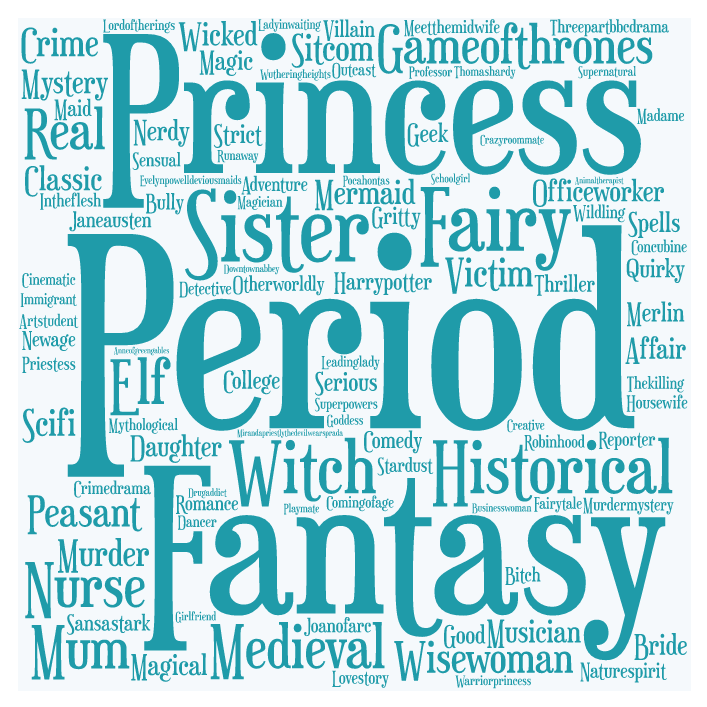 Lordoftherings
Crime
Wicked
Ladyinwaiting
Villain
Meetthemidwife
Threepartbbcdrama
Sitcom
Gameofthrones
Princess
Magic
Wutheringheights
Outcast
Professor
Thomashardy
Supernatural
Mystery
Maid
Real
Nerdy
Strict
Geek
Crazyroommate
Madame
Sensual
Runaway
Classic
Evelynpowelldeviousmaids
Adventure
Pocahontas
Schoolgirl
Animaltherapist
Intheflesh
Bully
Magician
Mermaid
Officeworker
Janeausten
Sister
Gritty
Fairy
Wildling
Spells
Concubine
Downtownabbey
Victim
Quirky
Cinematic
Detective
Otherworldly
Harrypotter
Thriller
Immigrant
Period
Merlin
Artstudent
Newage
Affair
Priestess
Anneofgreengables
Elf
College
Leadinglady
Serious
Thekilling
Superpowers
Housewife
Scifi
Mythological
Goddess
Creative
Mirandapriestlythedevilwearsprada
Daughter
Comedy
Robinhood
Reporter
Witch
Stardust
Historical
Crimedrama
Drugaddict
Romance
Comingofage
Playmate
Businesswoman
Fairytale
Murdermystery
Peasant
Dancer
Fantasy
Murder
Nurse
Bitch
Sansastark
Girlfriend
Joanofarc
Good
Musician
Mum
Magical
Medieval
Wisewoman
Bride
Lovestory
Warriorprincess
Naturespirit